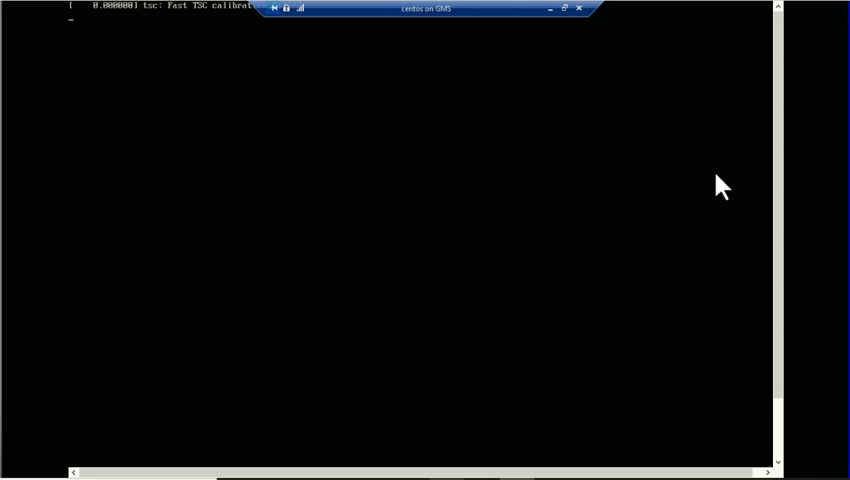 [    0.000000] tsc: Fast TSC calibrat
centos on GMS